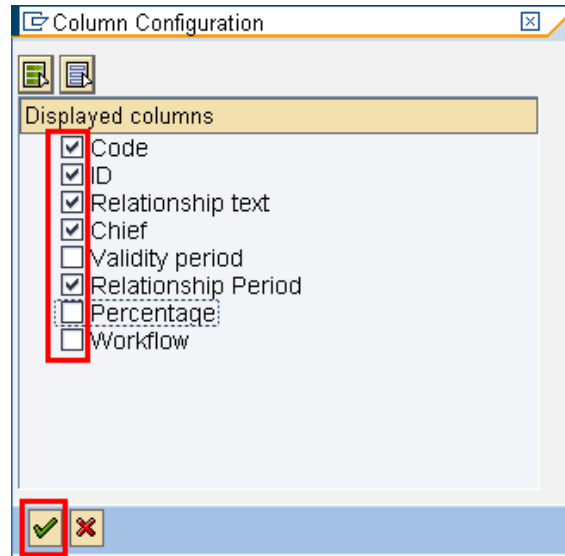 Column Configuration
Displayed columns
Code
ID
Relationship text
Chief
Validity period
Relationship Period
Percentage
Workflow